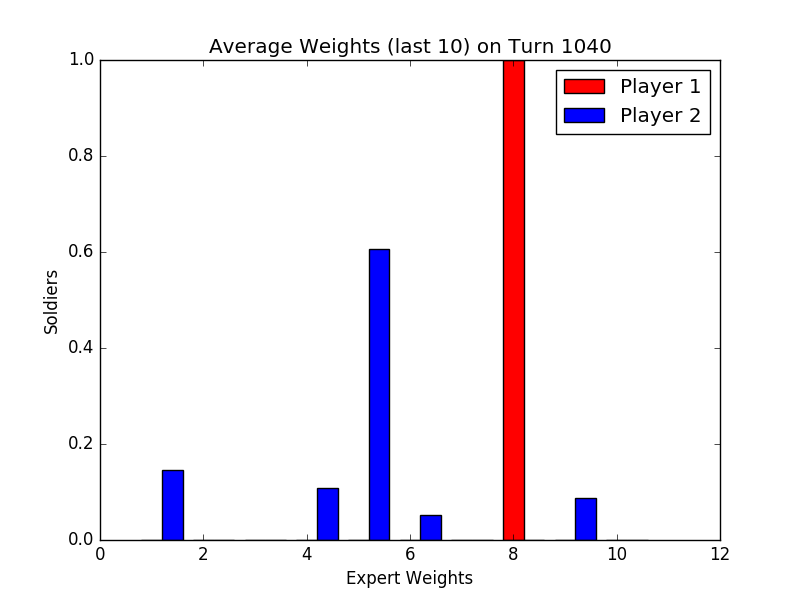 Average Weights (last 10) on Turn 1040
Player 1
Player 2
1.0
0.8
0.6
0.4
0.2
0.0
Soldiers
0 2 4 6 8 10 12
Expert Weights